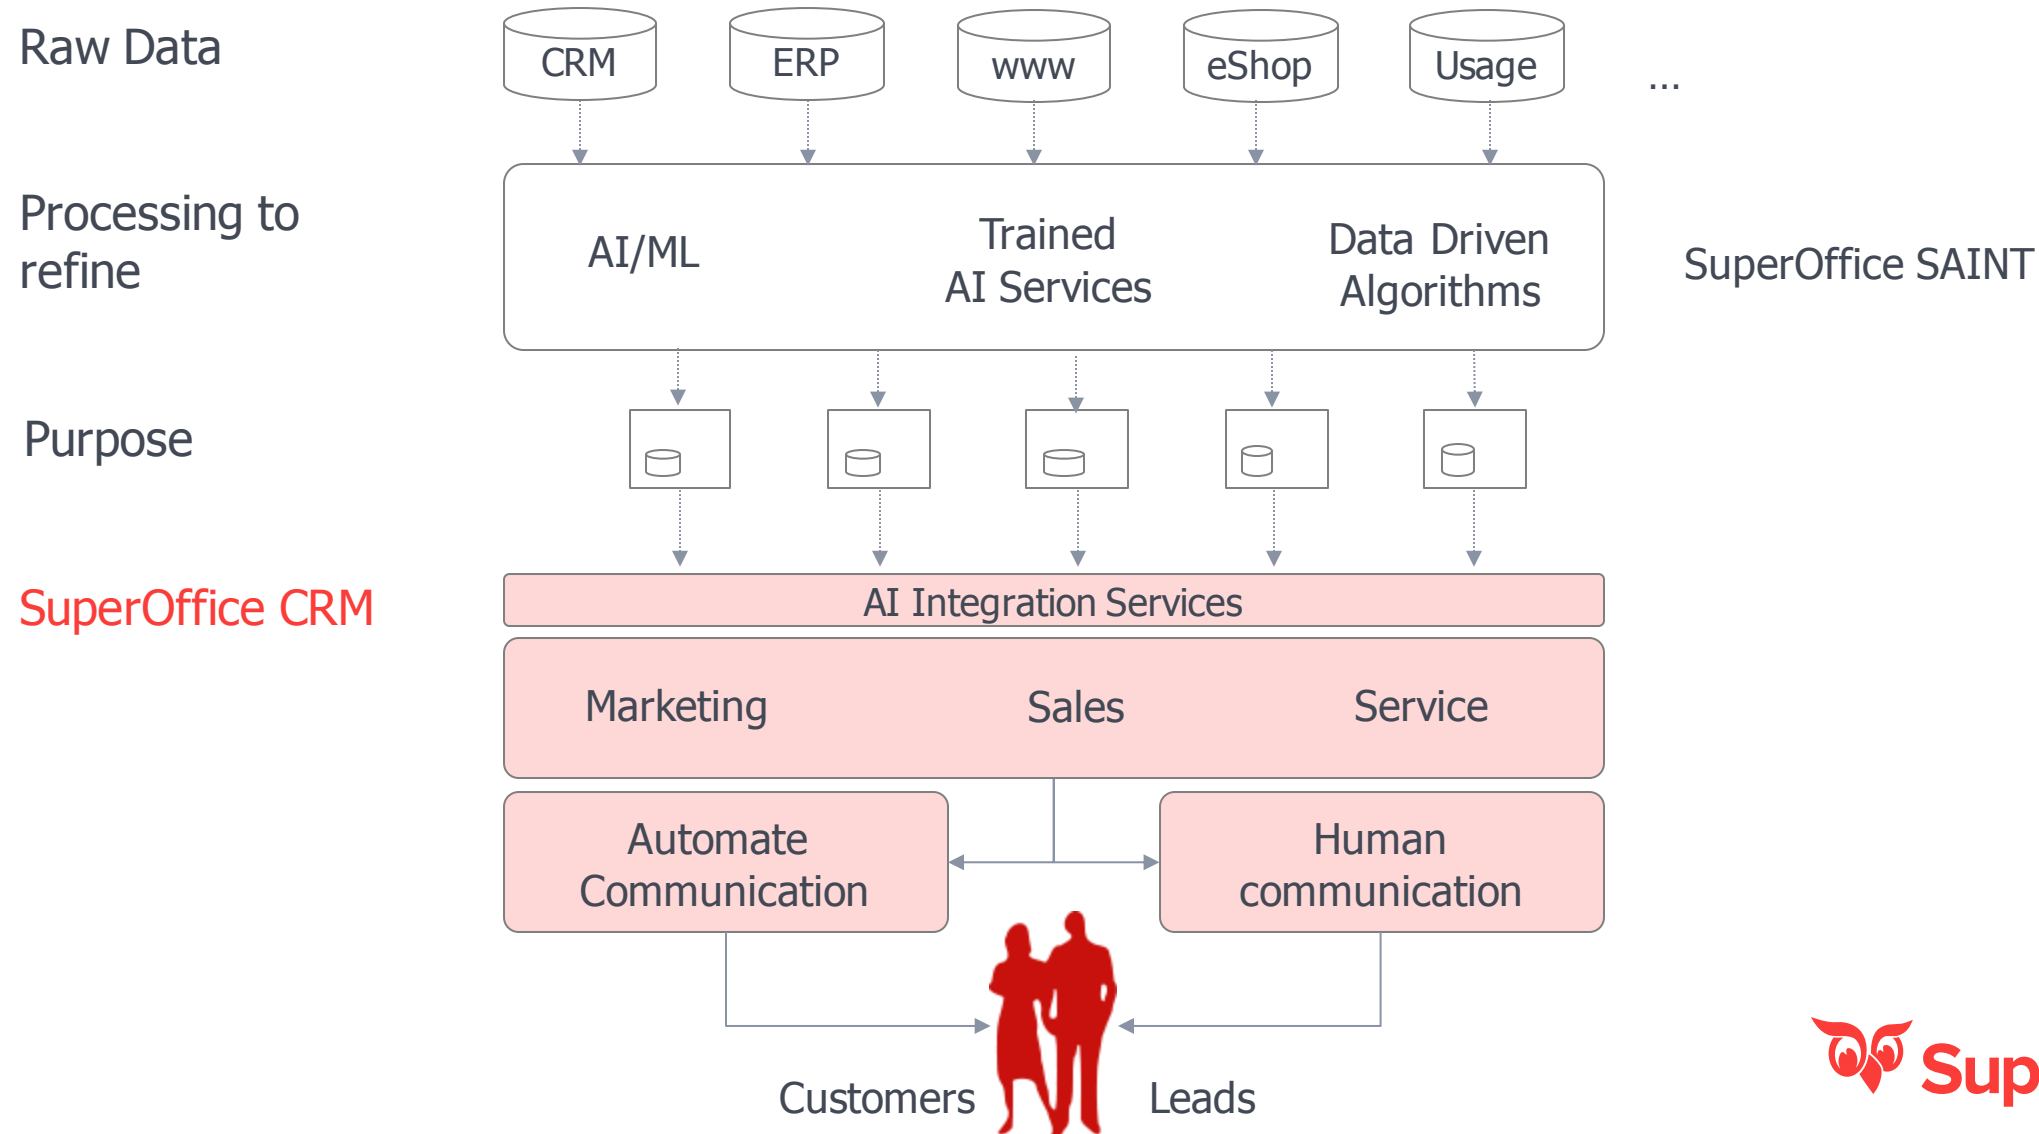 Raw Data
CRM
ERP
www
eShop
Usage
...
Processing to
refine
AI/ML
Trained
AI Services
Data Driven
Algorithms
SuperOffice SAINT
Purpose
SuperOffice CRM
AI Integration Services
Marketing
Sales
Service
Automate
Communication
Human
communication
Customers
Leads
Sup